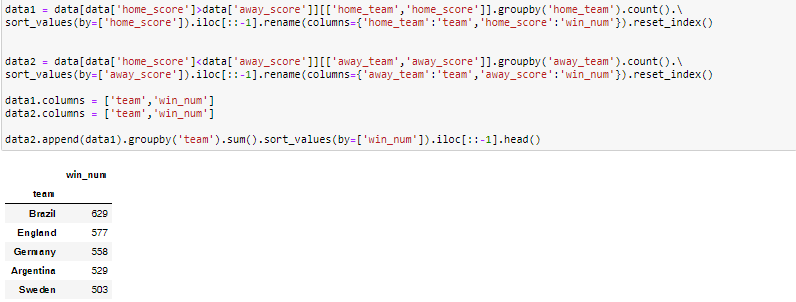 data1 = data[data['home_score']>data['away_score']][['home_team','home_score']].groupby('home_team').count().\
sort_values(by=['home_score']).iloc[::-1].rename(columns={'home_team':'team','home_score':'win_num'}).reset_index()
data2 = data[data['home_score']<data['away_score']][['away_team','away_score']].groupby('away_team').count().\
sort_values(by=['away_score']).iloc[::-1].rename(columns={'away_team':'team','away_score':'win_num'}).reset_index()
data1.columns = ['team','win_num']
data2.columns = ['team','win_num']
data2.append(data1).groupby('team').sum().sort_values(by=['win_num']).iloc[::-1].head()
win_num
team
Brazil 629
England 577
Germany 558
Argentina 529
Sweden 503